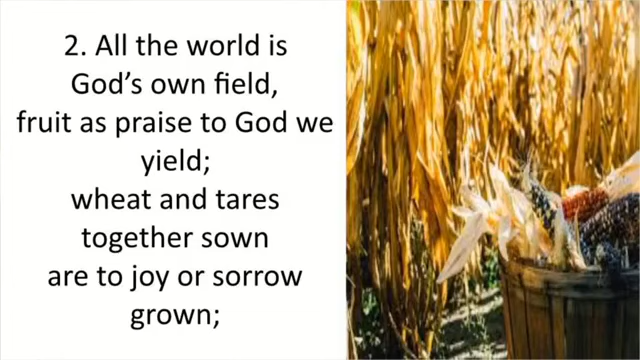 2. All the world is
God’s own field,
fruit as praise to God we
yield;
wheat and tares
together sown
are to joy or sorrow
grown;